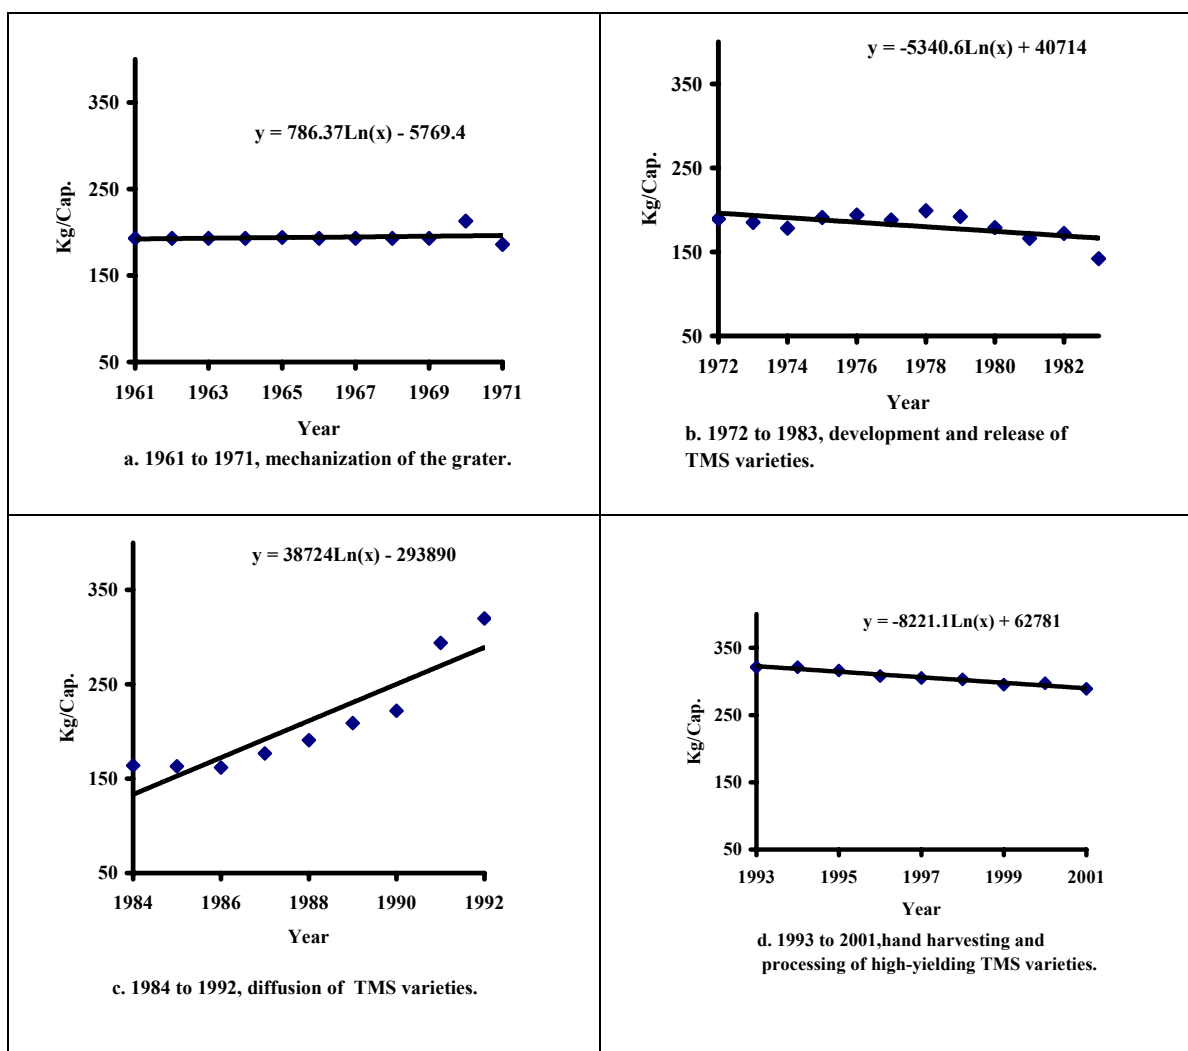 y = 786.37Ln(x) - 5769.4
350
250
150
50
Kg/Cap.
1961 1963 1965 1967 1969 1971
Year
a. 1961 to 1971, mechanization of the grater.
y = -5340.6Ln(x) + 40714
350
250
150
50
Kg/Cap.
1972 1974 1976 1978 1980 1982
Year
b. 1972 to 1983, development and release of
TMS varieties.
y = 38724Ln(x) - 293890
350
250
150
50
Kg/Cap.
1984 1986 1988 1990 1992
Year
c. 1984 to 1992, diffusion of TMS varieties.
y = -8221.1Ln(x) + 62781
350
250
150
50
Kg/Cap.
1993 1995 1997 1999 2001
Year
d. 1993 to 2001,hand harvesting and
processing of high-yielding TMS varieties.